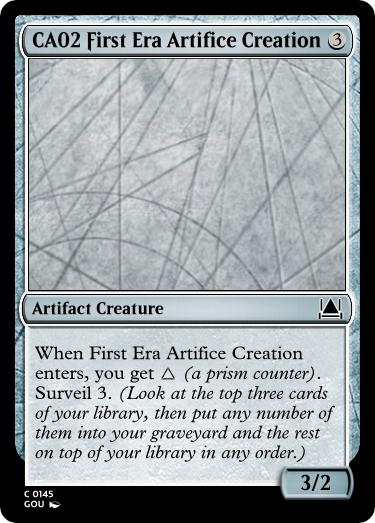 CA02 First Era Artifice Creation 3
Artifact Creature
When First Era Artifice Creation
enters, you get △ (a prism counter).
Surveil 3. (Look at the top three cards
of your library, then put any number of
them into your graveyard and the rest
on top of your library in any order.)
3/2
C 0145
GOU